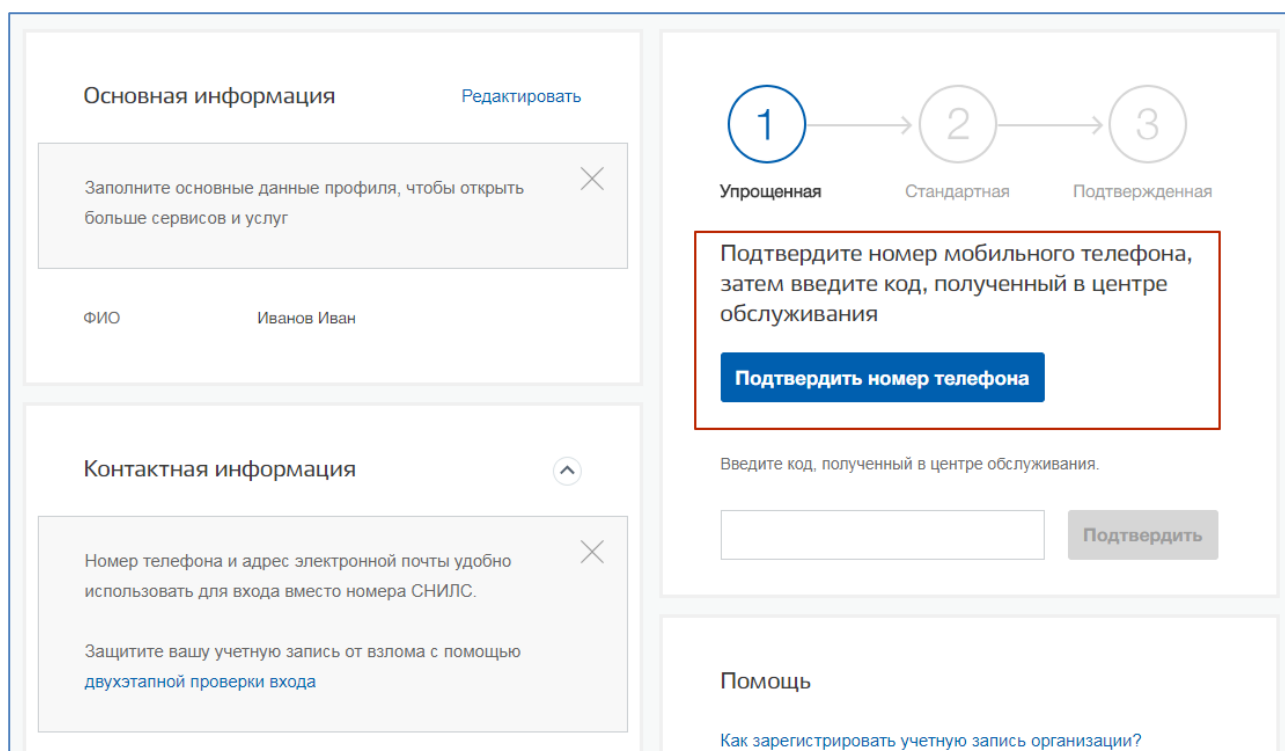 Основная информация
Редактировать
Заполните основные данные профиля, чтобы открыть
больше сервисов и услуг
ФИО Иванов Иван
Контактная информация
Номер телефона и адрес электронной почты удобно
использовать для входа вместо номера СНИЛС.
Защитите вашу учетную запись от взлома с помощью
двухэтапной проверки входа
1 2 3
Упрощенная Стандартная Подтвержденная
Подтвердите номер мобильного телефона,
затем введите код, полученный в центре
обслуживания
Подтвердить номер телефона
Введите код, полученный в центре обслуживания.
Подтвердить
Помощь
Как зарегистрировать учетную запись организации?